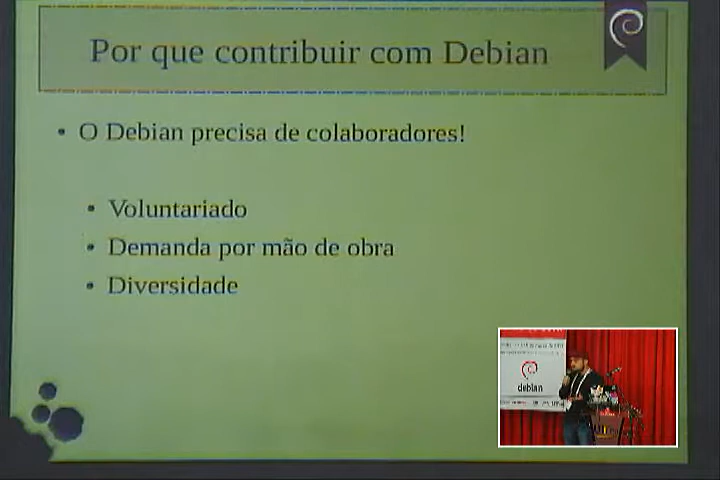 Por que contribuir com Debian
O Debian precisa de colaboradores!
Voluntariado
Demanda por mão de obra
Diversidade
debian